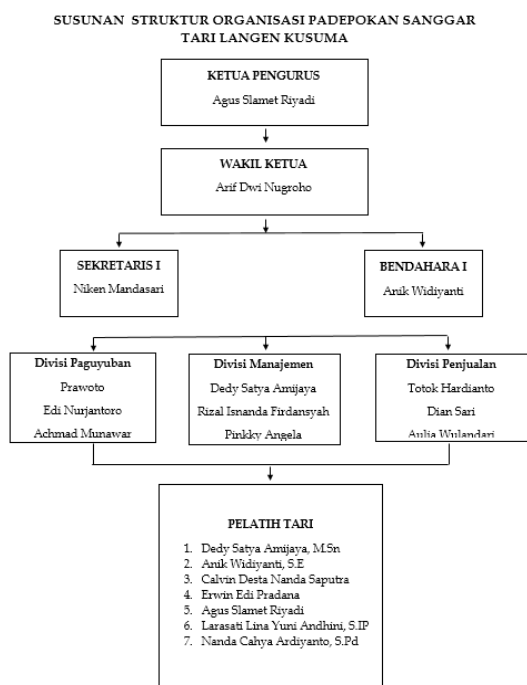 SUSUNAN STRUKTUR ORGANISASI PADEPOKAN SANGGAR
TARI LANGEN KUSUMA
KETUA PENGURUS
Agus Slamet Riyadi
WAKIL KETUA
Arif Dwi Nugroho
SEKRETARIS I
Niken Mandasari
BENDAHARA I
Anik Widiyanti
Divisi Paguyuban
Prawoto
Edi Nurjantoro
Achmad Munawar
Divisi Manajemen
Dedy Satya Amijaya
Rizal Isnanda Firdansyah
Pinkky Angela
Divisi Penjualan
Totok Hardianto
Dian Sari
Aulia Wulandari
PELATIH TARI
1. Dedy Satya Amijaya, M.Sn
2. Anik Widiyanti, S.E
3. Calvin Desta Nanda Saputra
4. Erwin Edi Pradana
5. Agus Slamet Riyadi
6. Larasati Lina Yuni Andhini, S.IP
7. Nanda Cahya Ardiyanto, S.Pd